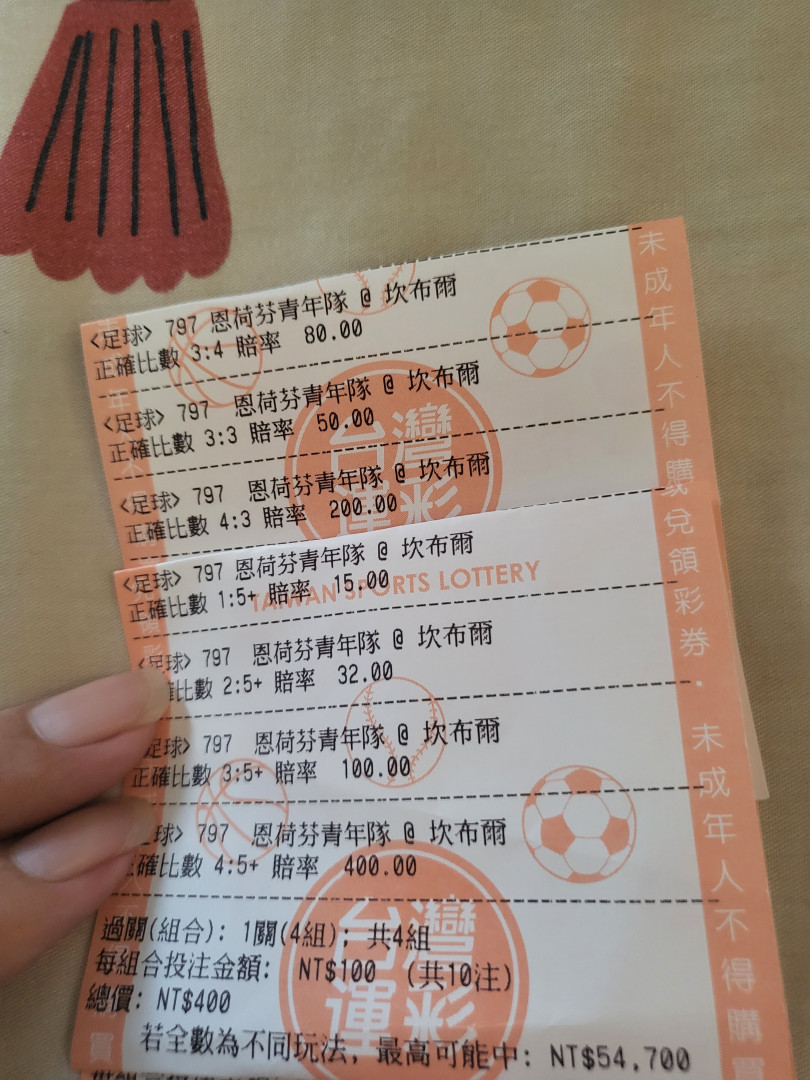 <足球> 797 恩荷芬青年隊 @ 坎布爾
正確比數 3:4 賠率 80.00
<足球> 797 恩荷芬青年隊 @ 坎布爾
正確比數 3:3 賠率 50.00
<足球> 797 恩荷芬青年隊 @ 坎布爾
正確比數 4:3 賠率 200.00
<足球> 797 恩荷芬青年隊 @ 坎布爾
正確比數 1:5+ 賠率 15.00
<足球> 797 恩荷芬青年隊 @ 坎布爾
確比數 2:5+ 賠率 32.00
足球> 797 恩荷芬青年隊 @ 坎布爾
正確比數 3:5+ 賠率 100.00
球> 797 恩荷芬青年隊 @ 坎布爾
確比數 4:5+ 賠率 400.00
過關(組合): 1關(4組); 共4組
每組合投注金額: NT$100 (共10注)
總價: NT$400
若全數為不同玩法, 最高可能中: NT$54,700
台灣
運彩
TAIWAN SPORTS LOTTERY
台灣
運彩
未成年人不得購
或兌領彩券．未成年人不得購買
買